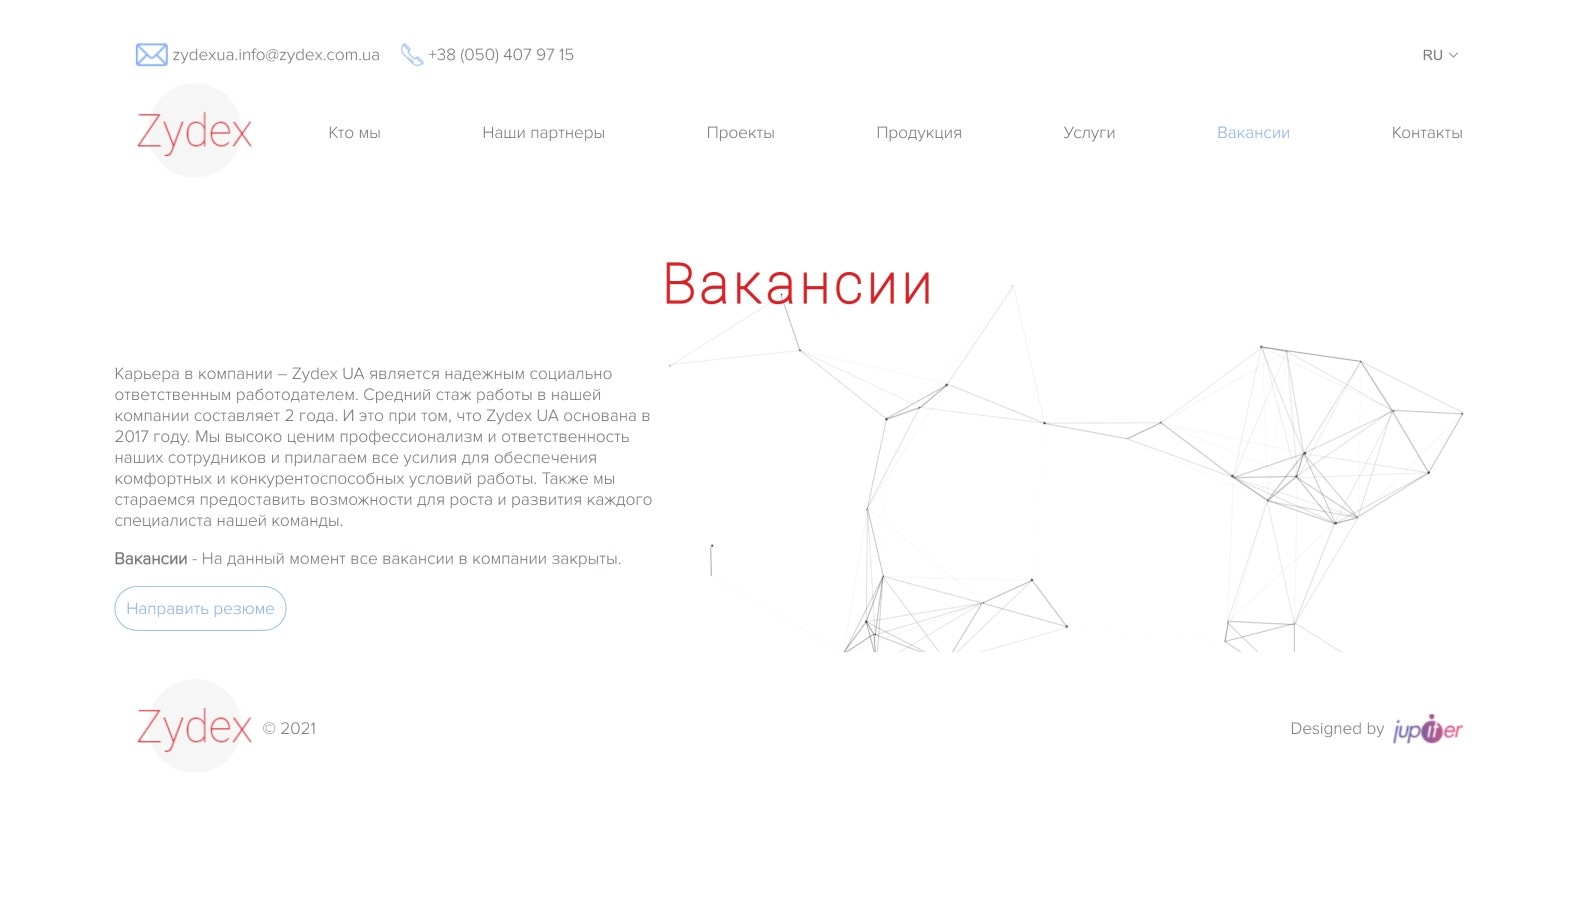 zydexua.info@zydex.com.ua +38 (050) 407 97 15 RU
Zydex Кто мы Наши партнеры Проекты Продукция Услуги Вакансии Контакты
Вакансии
Карьера в компании – Zydex UA является надежным социально
ответственным работодателем. Средний стаж работы в нашей
компании составляет 2 года. И это при том, что Zydex UA основана в
2017 году. Мы высоко ценим профессионализм и ответственность
наших сотрудников и прилагаем все усилия для обеспечения
комфортных и конкурентоспособных условий работы. Также мы
стараемся предоставить возможности для роста и развития каждого
специалиста нашей команды.
Вакансии - На данный момент все вакансии в компании закрыты.
Направить резюме
Zydex © 2021 Designed by jupiter